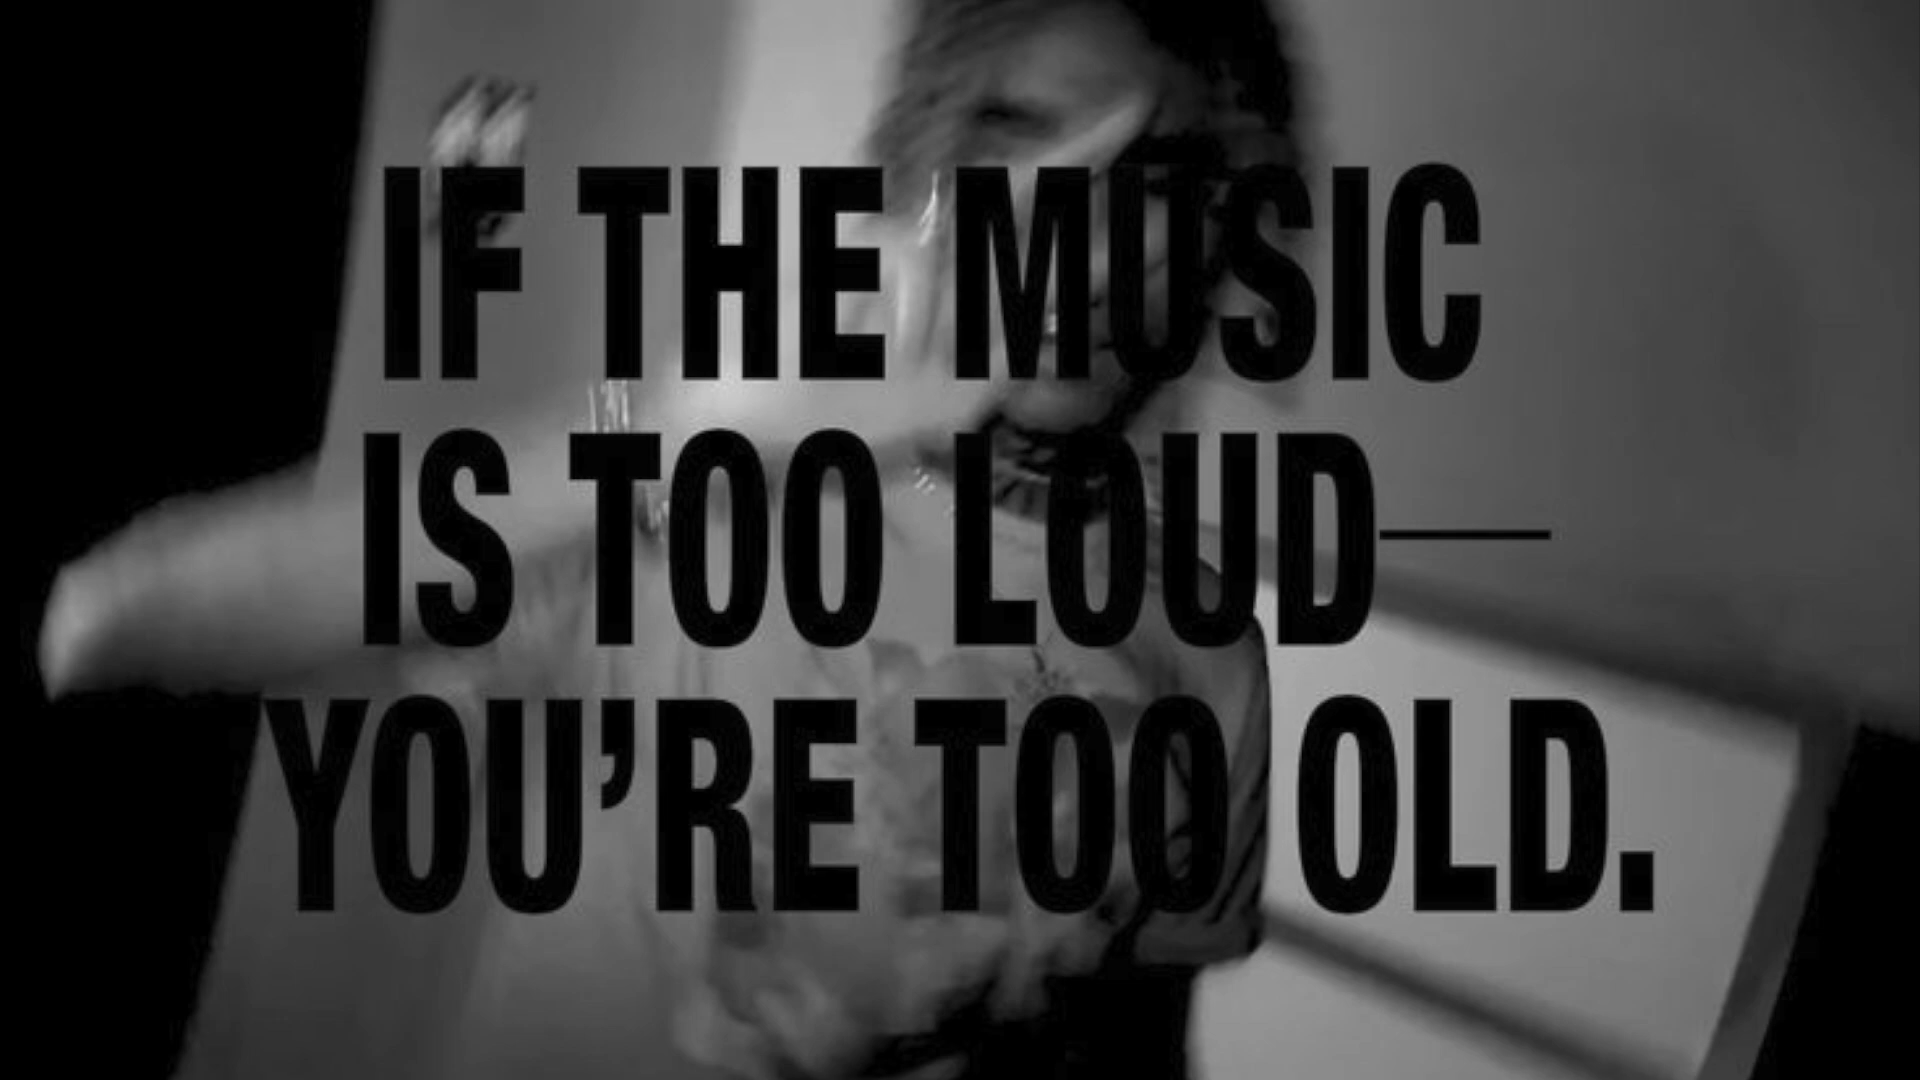 IF THE MUSIC
IS TOO LOUD—
YOU’RE TOO OLD.